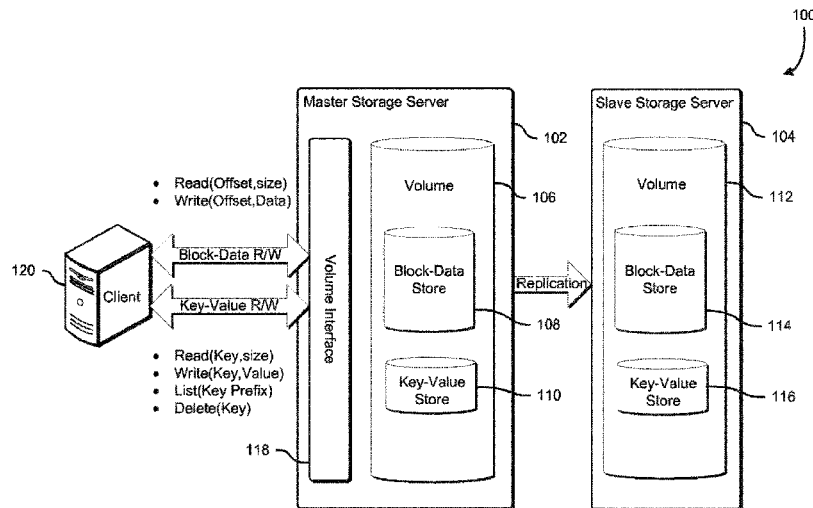 100
Master Storage Server
Slave Storage Server
102
104
Volume
106
Volume
112
• Read(Offset,size)
• Write(Offset,Data)
Block-Data R/W
Block-Data
Store
Block-Data
Store
120
Client
Volume Interface
Replication
Key-Value R/W
108
114
• Read(Key,size)
• Write(Key,Value)
• List(Key Prefix)
• Delete(Key)
Key-Value
Store
110
Key-Value
Store
116
118